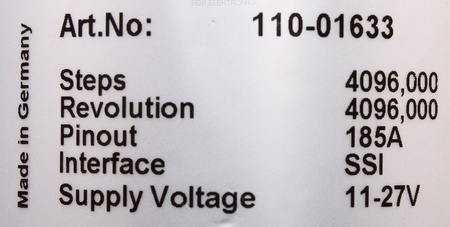 Art.No: 110-01633
Steps 4096,000
Revolution 4096,000
Pinout 185A
Interface SSI
Supply Voltage 11-27V
Made in Germany